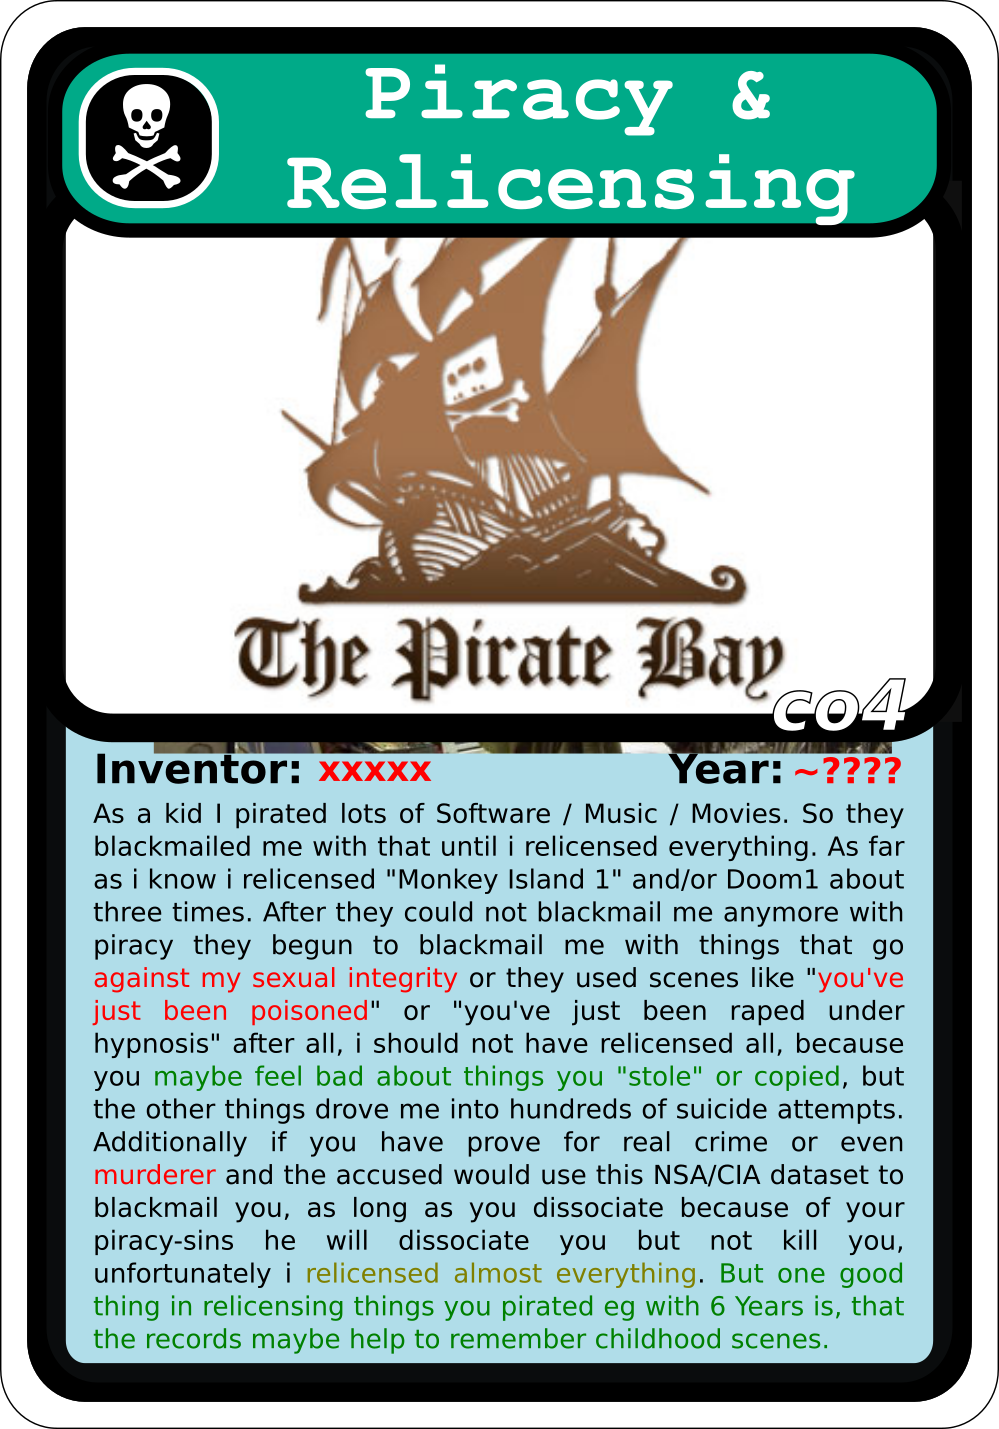 Piracy &
Relicensing
The Pirate Bay
co4
Inventor: xxxxx Year: ~????
As a kid I pirated lots of Software / Music / Movies. So they
blackmailed me with that until i relicensed everything. As far
as i know i relicensed "Monkey Island 1" and/or Doom1 about
three times. After they could not blackmail me anymore with
piracy they begun to blackmail me with things that go
against my sexual integrity or they used scenes like "you've
just been poisoned" or "you've just been raped under
hypnosis" after all, i should not have relicensed all, because
you maybe feel bad about things you "stole" or copied, but
the other things drove me into hundreds of suicide attempts.
Additionally if you have prove for real crime or even
murderer and the accused would use this NSA/CIA dataset to
blackmail you, as long as you dissociate because of your
piracy-sins he will dissociate you but not kill you,
unfortunately i relicensed almost everything. But one good
thing in relicensing things you pirated eg with 6 Years is, that
the records maybe help to remember childhood scenes.